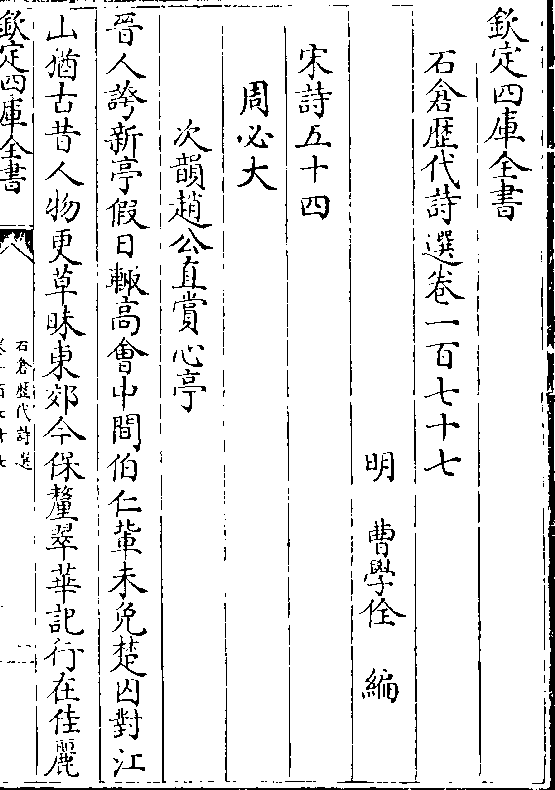 欽定四庫全書
石倉歴代詩選卷一百七十七
明　曹學佺　編
宋詩五十四
周必大
次韻趙公直賞心亭
晉人誇新亭假日輙髙㑹中間伯仁輩未免楚囚對江
山猶古昔人物更草昧東郊今保釐翠華記行在佳麗
欽定四庫全書
石倉歴代詩選
卷一百七十七